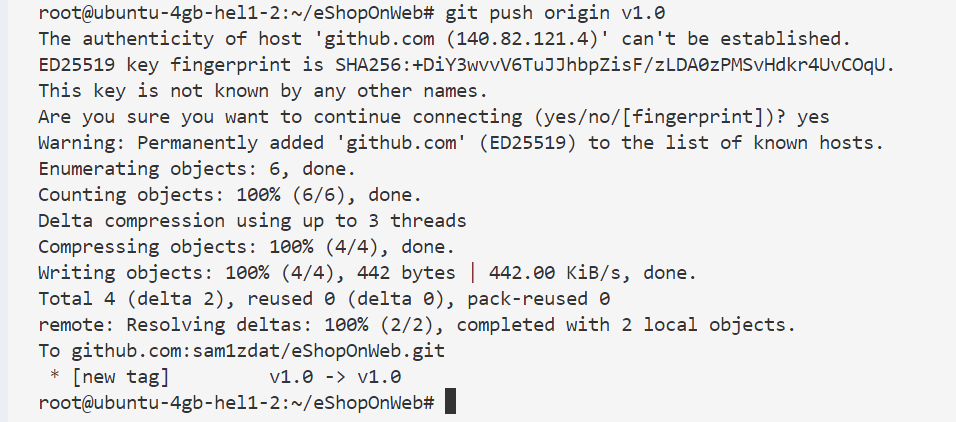 root@ubuntu-4gb-hel1-2:~/eShopOnWeb# git push origin v1.0
The authenticity of host 'github.com (140.82.121.4)' can't be established.
ED25519 key fingerprint is SHA256:+DiY3wvvV6TuJJhbpZisF/zLDA0zPMSvHdkr4UvCOqU.
This key is not known by any other names.
Are you sure you want to continue connecting (yes/no/[fingerprint])? yes
Warning: Permanently added 'github.com' (ED25519) to the list of known hosts.
Enumerating objects: 6, done.
Counting objects: 100% (6/6), done.
Delta compression using up to 3 threads
Compressing objects: 100% (4/4), done.
Writing objects: 100% (4/4), 442 bytes | 442.00 KiB/s, done.
Total 4 (delta 2), reused 0 (delta 0), pack-reused 0
remote: Resolving deltas: 100% (2/2), completed with 2 local objects.
To github.com:sam1zdat/eShopOnWeb.git
 * [new tag]         v1.0 -> v1.0
root@ubuntu-4gb-hel1-2:~/eShopOnWeb#